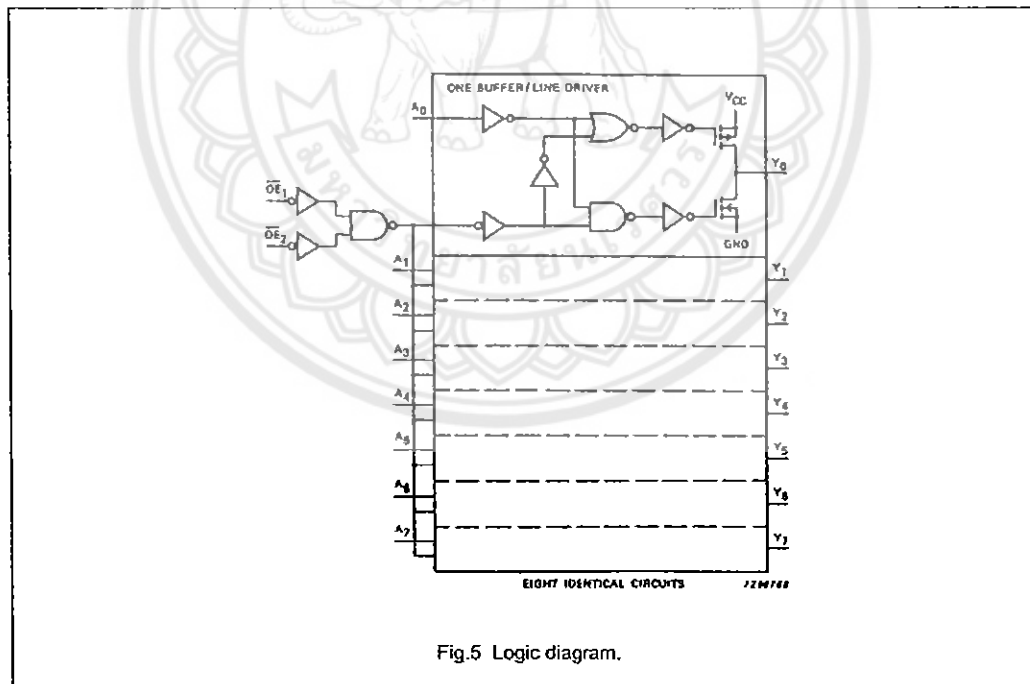 ONE BUFFER/LINE DRIVER
VCC
A0
Y0
OE1
OE2
GND
A1
Y1
A2
Y2
A3
Y3
A4
Y4
A5
Y5
A6
Y6
A7
Y7
EIGHT IDENTICAL CIRCUITS
Fig.5 Logic diagram.